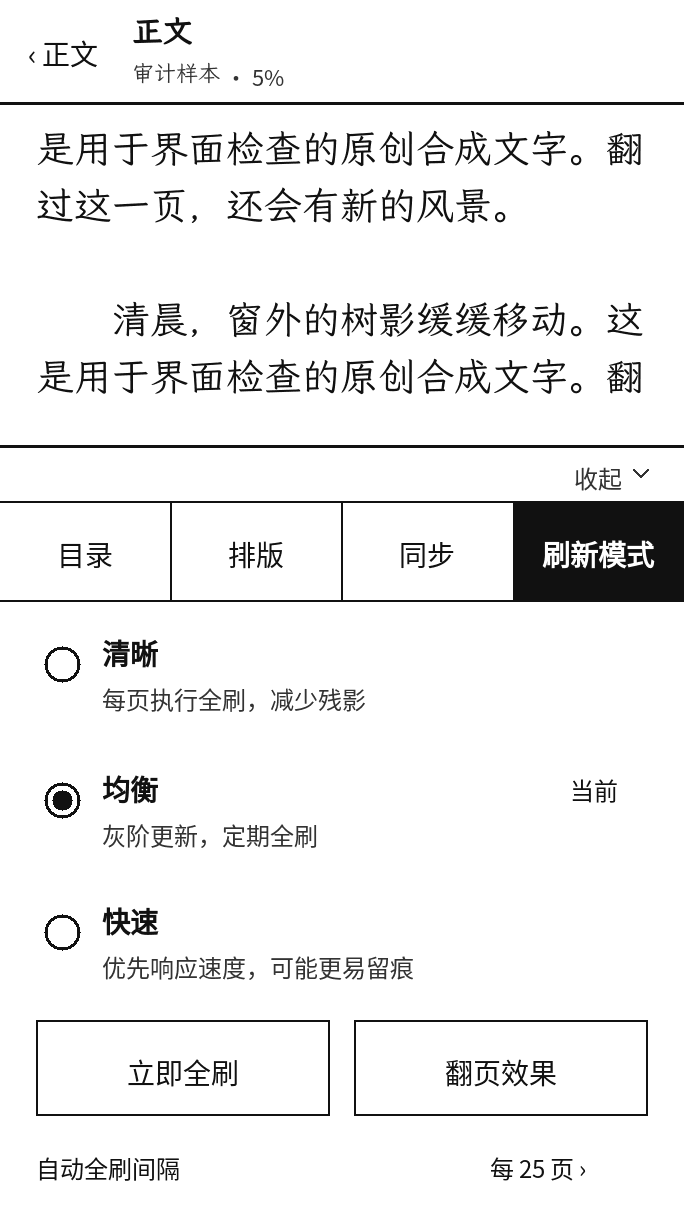 ‹ 正文
正文
审计样本 • 5%
是用于界面检查的原创合成文字。翻
过这一页，还会有新的风景。
清晨，窗外的树影缓缓移动。这
是用于界面检查的原创合成文字。翻
收起
目录 排版 同步 刷新模式
清晰
每页执行全刷，减少残影
均衡 当前
灰阶更新，定期全刷
快速
优先响应速度，可能更易留痕
立即全刷 翻页效果
自动全刷间隔 每 25 页 ›